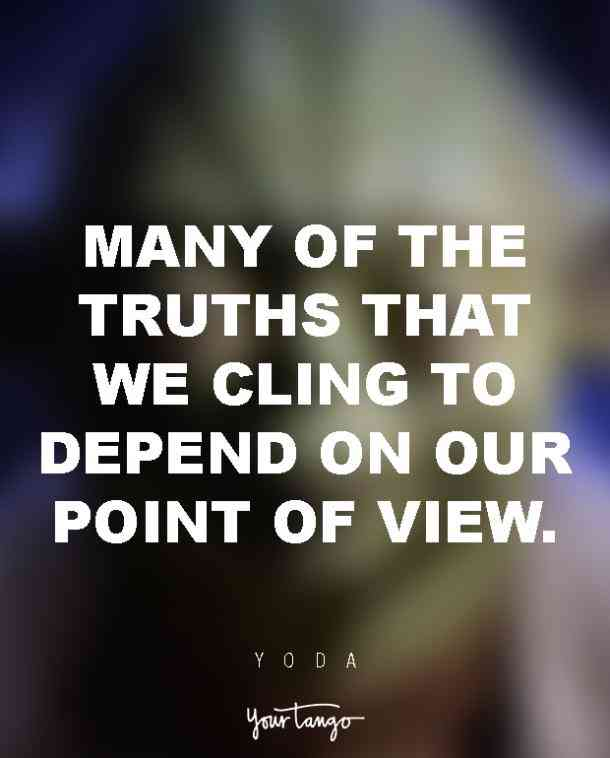 MANY OF THE
TRUTHS THAT
WE CLING TO
DEPEND ON OUR
POINT OF VIEW.
YODA
YourTango